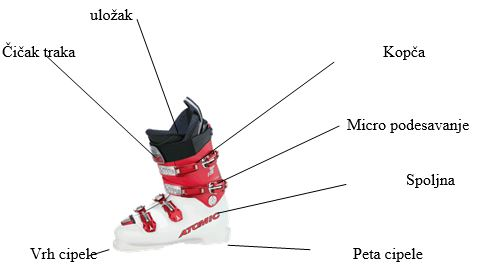 uložak
Čičak traka
Kopča
Micro podesavanje
Spoljna
ATOMIC
Vrh cipele
Peta cipele